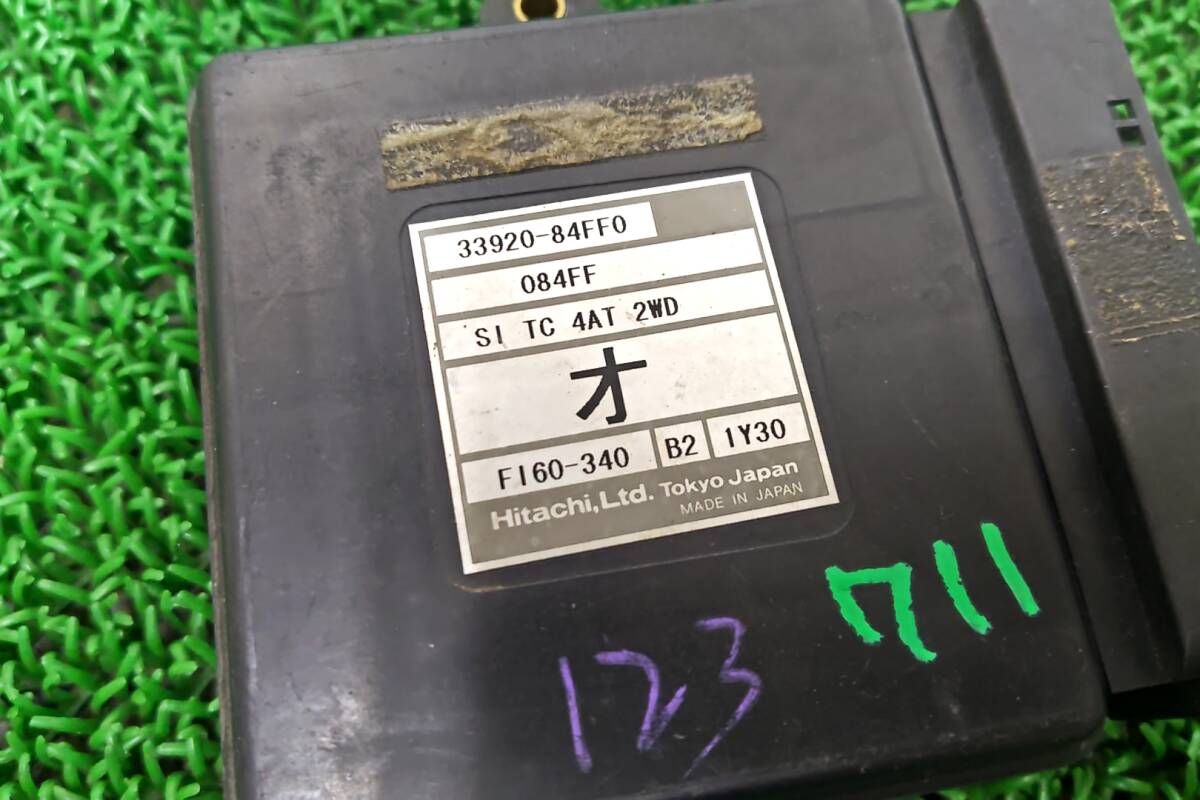 33920-84FF0
084FF
SI TC 4AT 2WD
オ
FI60-340 B2 1Y30
Hitachi,Ltd. Tokyo Japan
MADE IN JAPAN
711
123